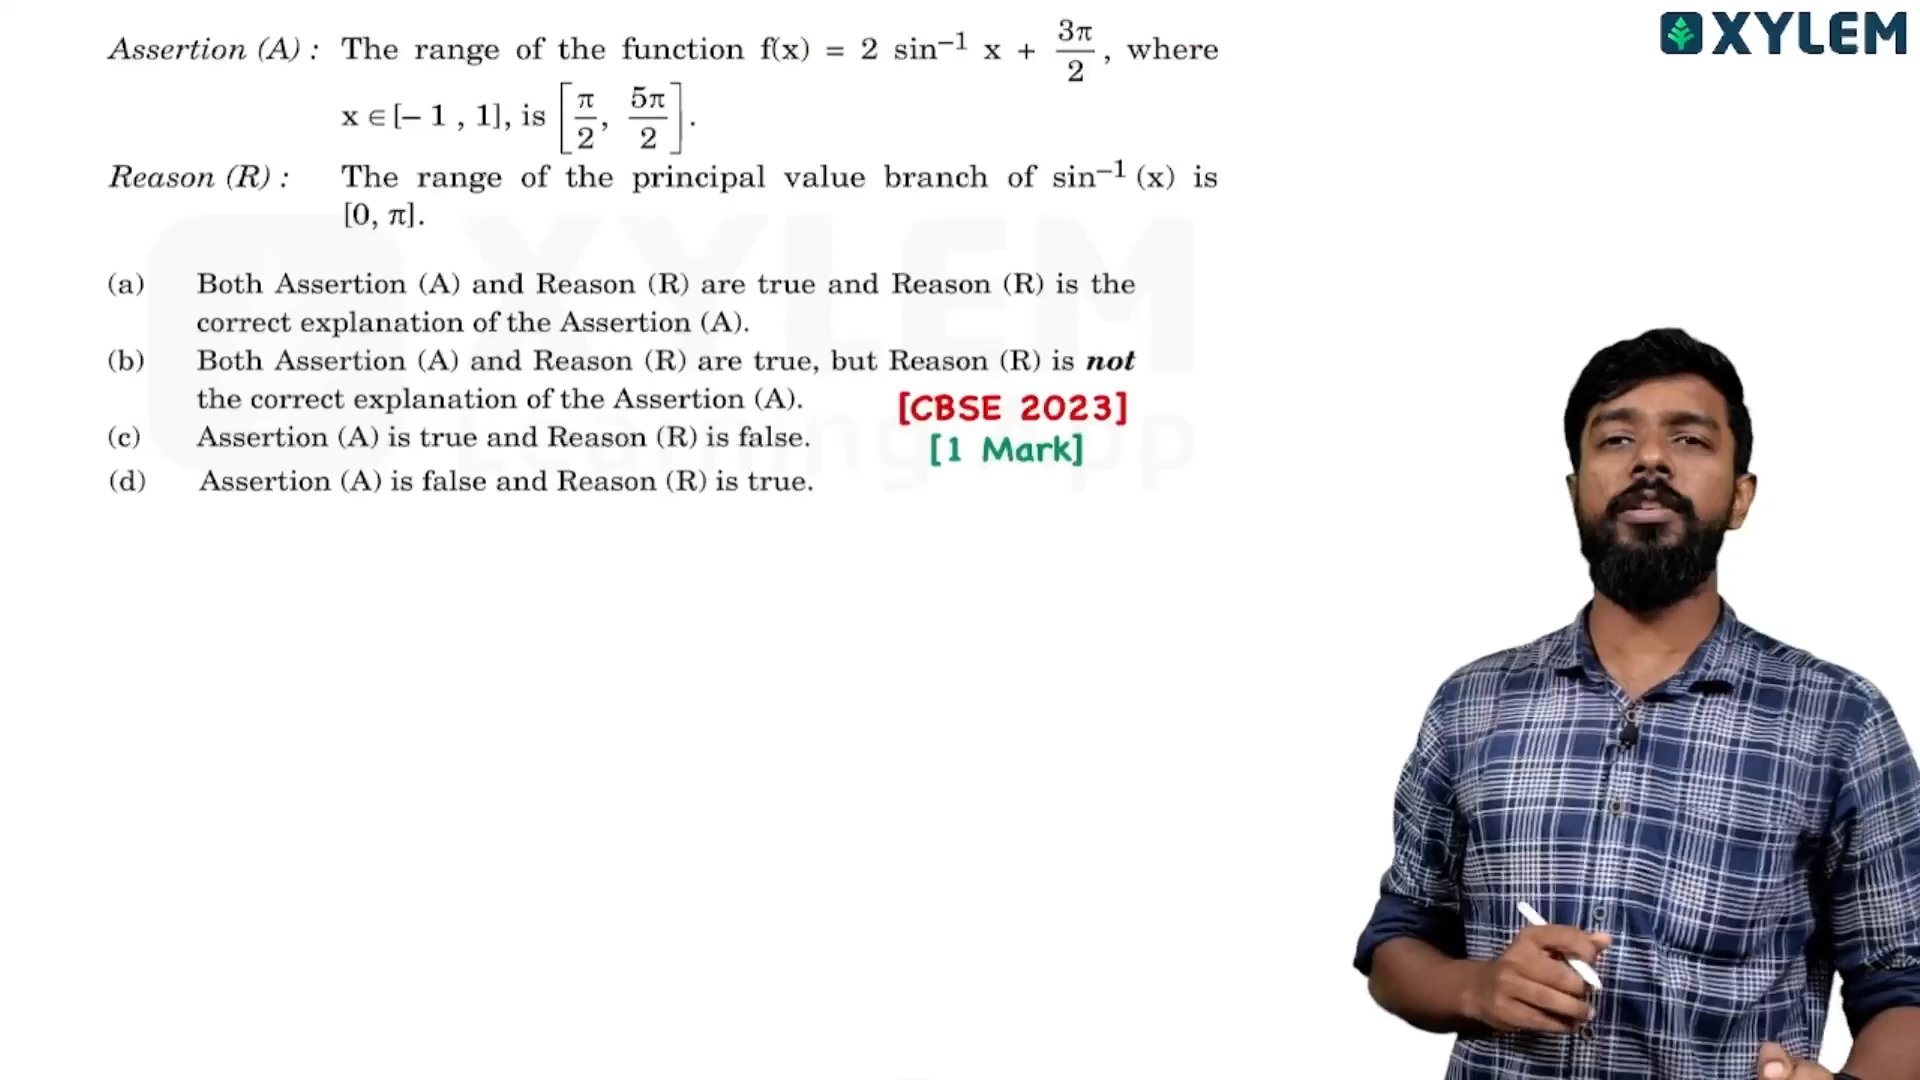 XYLEM
Assertion (A) : The range of the function f(x) = 2 sin⁻¹ x + 3π/2 , where
x ∈ [– 1 , 1], is [π/2, 5π/2].
Reason (R) : The range of the principal value branch of sin⁻¹ (x) is
[0, π].
(a) Both Assertion (A) and Reason (R) are true and Reason (R) is the
correct explanation of the Assertion (A).
(b) Both Assertion (A) and Reason (R) are true, but Reason (R) is not
the correct explanation of the Assertion (A).
[CBSE 2023]
(c) Assertion (A) is true and Reason (R) is false.
[1 Mark]
(d) Assertion (A) is false and Reason (R) is true.
XYLEM
Learning App